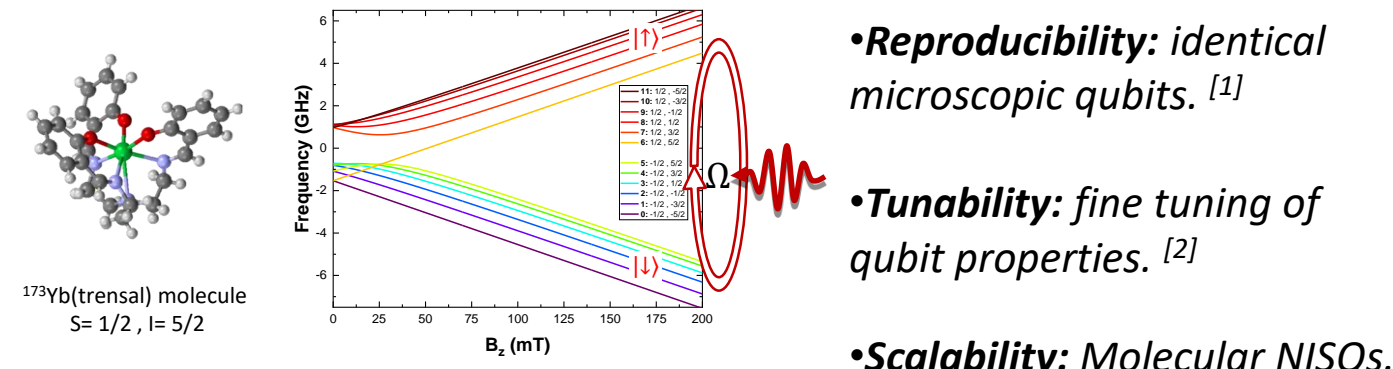 6
4
2
0
-2
-4
-6
Frequency (GHz)
0
25
50
75
100
125
150
175
200
B_z (mT)
|↑⟩
|↓⟩
11: 1/2 , -5/2
10: 1/2 , -3/2
9: 1/2 , -1/2
8: 1/2 , 1/2
7: 1/2 , 3/2
6: 1/2 , 5/2
5: -1/2 , 5/2
4: -1/2 , 3/2
3: -1/2 , 1/2
2: -1/2 , -1/2
1: -1/2 , -3/2
0: -1/2 , -5/2
Ω
¹⁷³Yb(trensal) molecule
S= 1/2 , I= 5/2
•Reproducibility: identical
microscopic qubits. [1]
•Tunability: fine tuning of
qubit properties. [2]
•Scalability: Molecular NISQs.